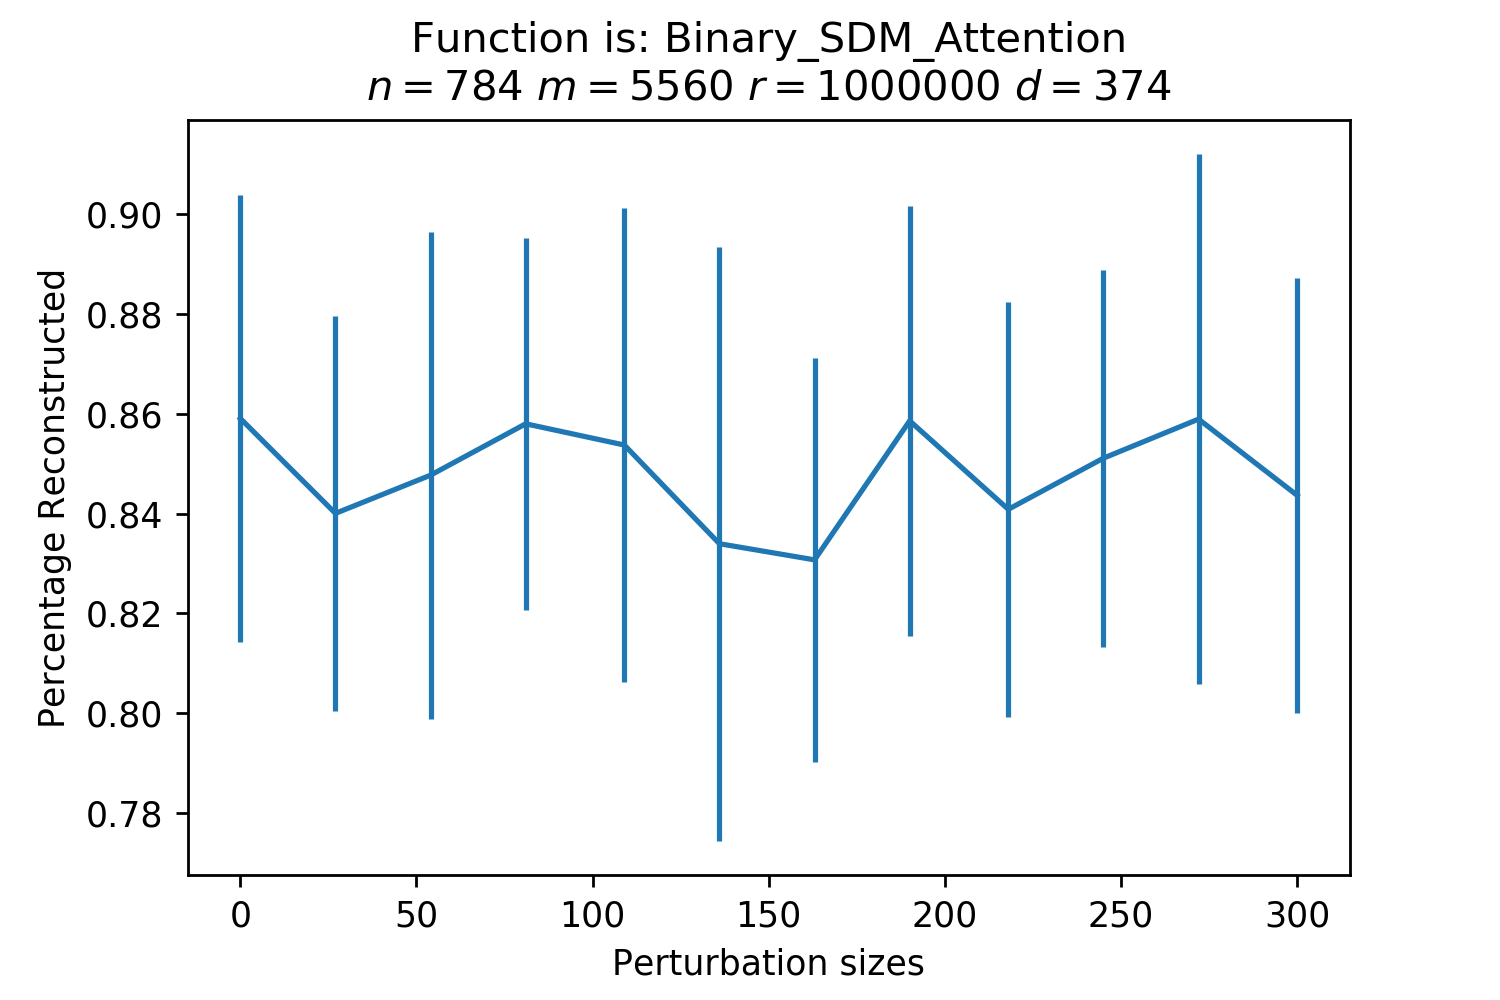 Function is: Binary_SDM_Attention
n = 784 m = 5560 r = 1000000 d = 374
Percentage Reconstructed
0.90
0.88
0.86
0.84
0.82
0.80
0.78
0 50 100 150 200 250 300
Perturbation sizes